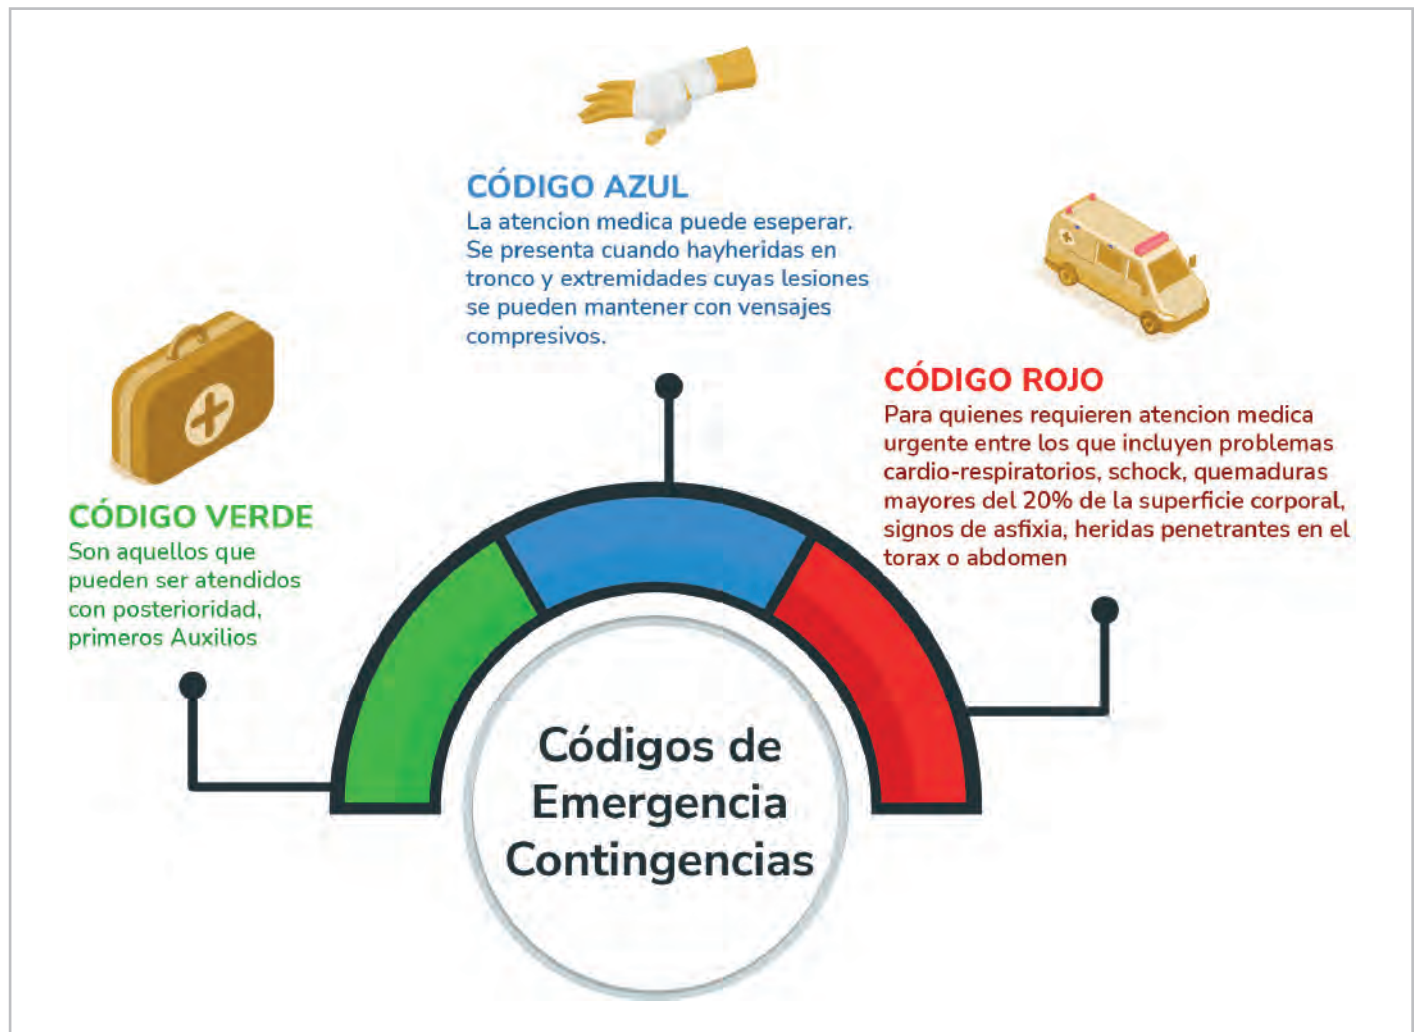 CÓDIGO AZUL
La atencion medica puede eseperar.
Se presenta cuando hayheridas en
tronco y extremidades cuyas lesiones
se pueden mantener con vensajes
compresivos.
CÓDIGO ROJO
Para quienes requieren atencion medica
urgente entre los que incluyen problemas
cardio-respiratorios, schock, quemaduras
mayores del 20% de la superficie corporal,
signos de asfixia, heridas penetrantes en el
torax o abdomen
CÓDIGO VERDE
Son aquellos que
pueden ser atendidos
con posterioridad,
primeros Auxilios
Códigos de
Emergencia
Contingencias